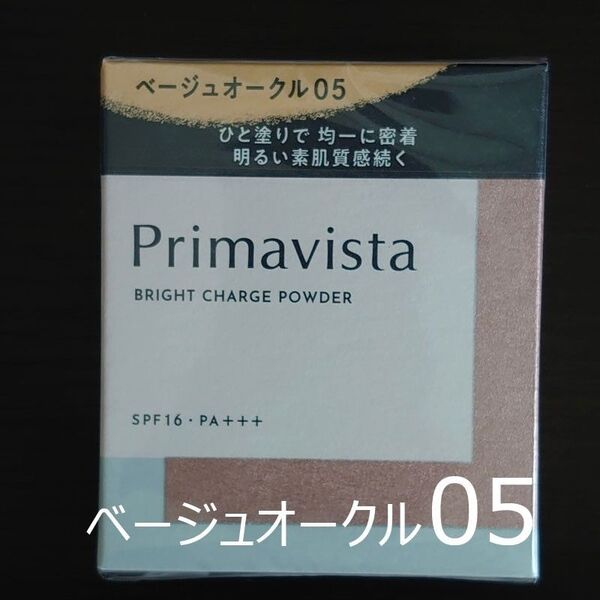 ベージュオークル05
ひと塗りで 均一に密着
明るい素肌質感続く
Primavista
BRIGHT CHARGE POWDER
SPF16・PA+++
ベージュオークル05